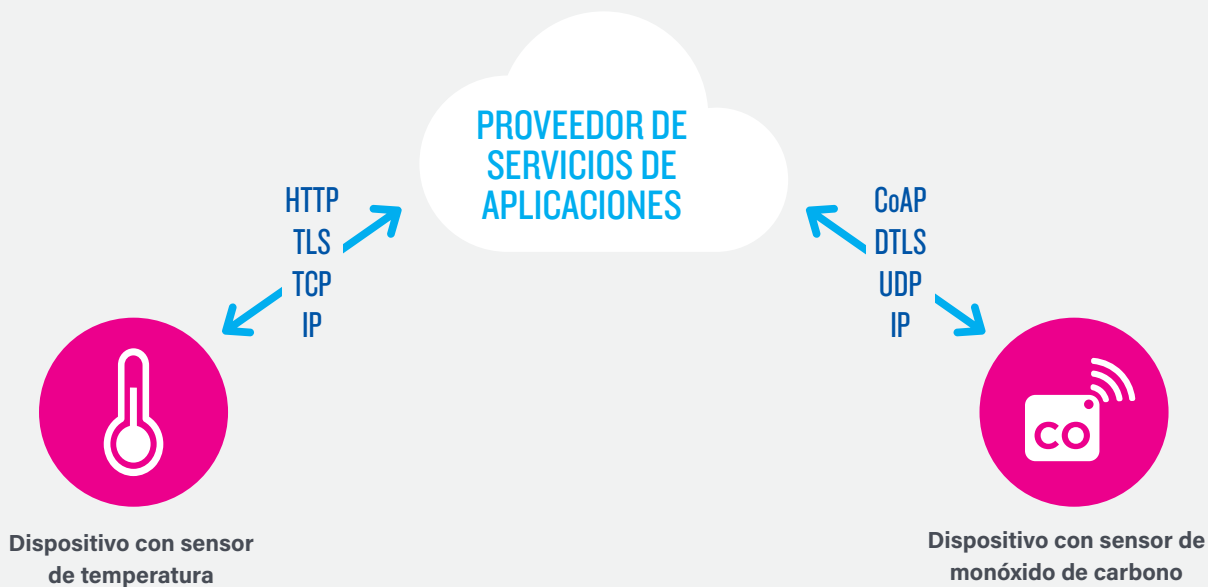 PROVEEDOR DE
SERVICIOS DE
APLICACIONES
HTTP
TLS
TCP
IP
CoAP
DTLS
UDP
IP
CO
Dispositivo con sensor
de temperatura
Dispositivo con sensor de
monóxido de carbono